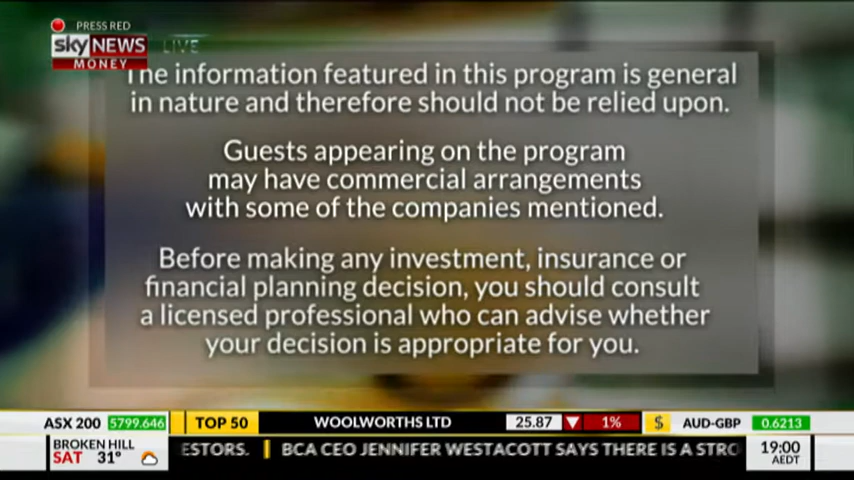 PRESS RED
sky NEWS LIVE
MONEY
The information featured in this program is general
in nature and therefore should not be relied upon.
Guests appearing on the program
may have commercial arrangements
with some of the companies mentioned.
Before making any investment, insurance or
financial planning decision, you should consult
a licensed professional who can advise whether
your decision is appropriate for you.
ASX 200 5799.646 TOP 50 WOOLWORTHS LTD 25.87 1% $ AUD-GBP 0.6213
BROKEN HILL
SAT 31°
ESTORS. BCA CEO JENNIFER WESTACOTT SAYS THERE IS A STRO
19:00
AEDT